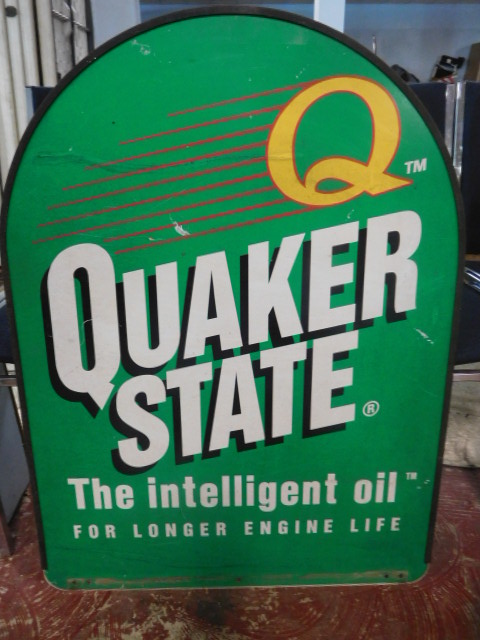 Q™
QUAKER
STATE®
The intelligent oil™
FOR LONGER ENGINE LIFE